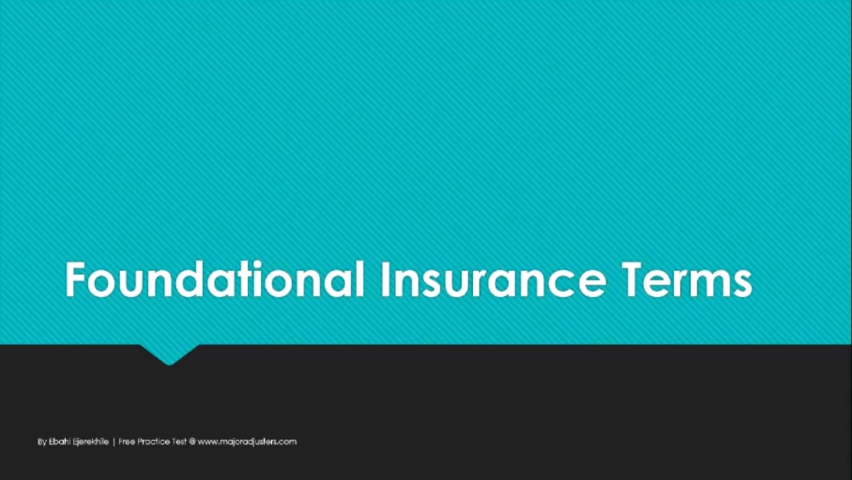 Foundational Insurance Terms
By Ebahi Ejerekhile | Free Practice Test @ www.majoradjusters.com